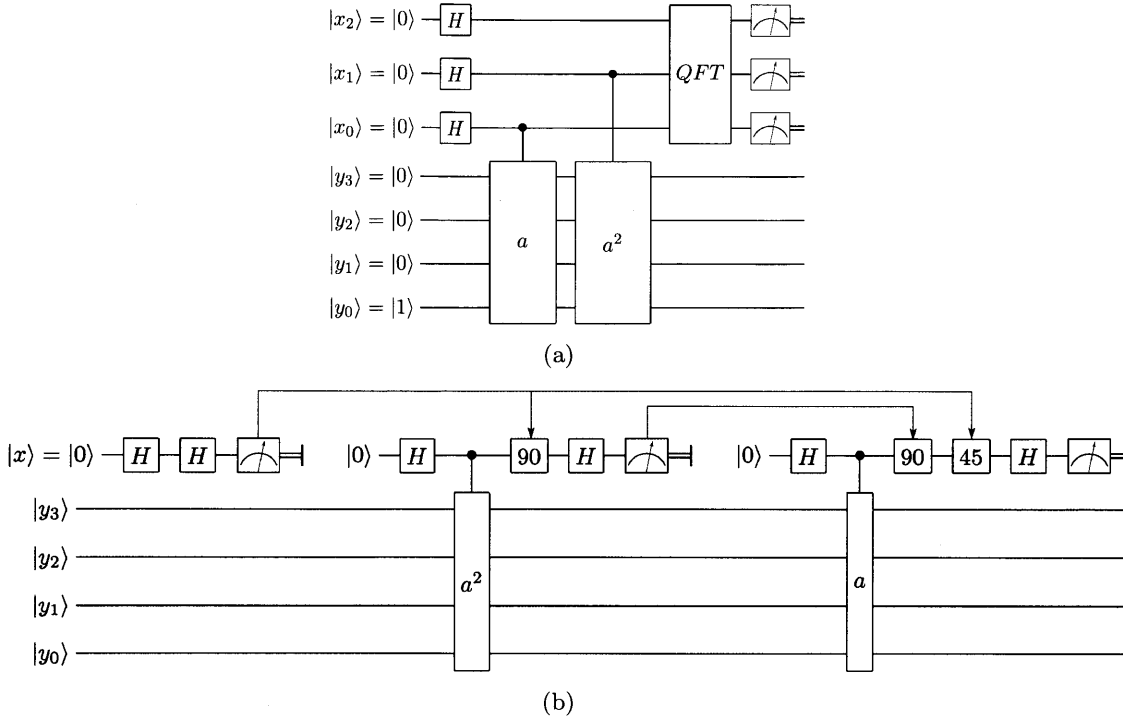 |x₂⟩ = |0⟩ H
|x₁⟩ = |0⟩ H QFT
|x₀⟩ = |0⟩ H
|y₃⟩ = |0⟩
|y₂⟩ = |0⟩
a a²
|y₁⟩ = |0⟩
|y₀⟩ = |1⟩
(a)
|x⟩ = |0⟩ H H |0⟩ H 90 H |0⟩ H 90 45 H
|y₃⟩
|y₂⟩
a² a
|y₁⟩
|y₀⟩
(b)